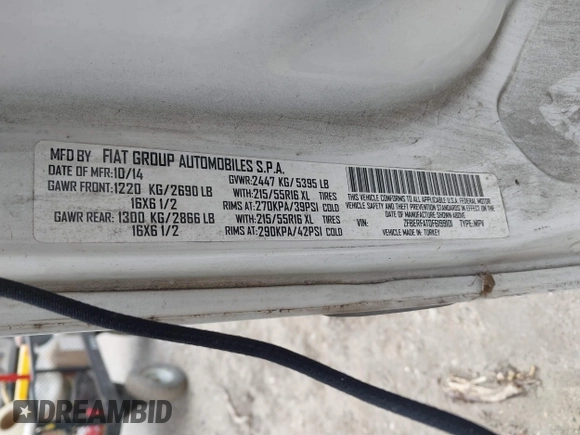 MFD BY FIAT GROUP AUTOMOBILES S.P.A.
DATE OF MFR:10/14 GVWR:2447 KG/5395 LB
GAWR FRONT:1220 KG/2690 LB WITH:215/55R16 XL TIRES
16X6 1/2 RIMS AT:270KPA/39PSI COLD
GAWR REAR:1300 KG/2866 LB WITH:215/55R16 XL TIRES
16X6 1/2 RIMS AT:290KPA/42PSI COLD
THIS VEHICLE CONFORMS TO ALL APPLICABLE U.S.A. FEDERAL MOTOR
VEHICLE SAFETY AND THEFT PREVENTION STANDARDS IN EFFECT ON THE
DATE OF MANUFACTURE SHOWN ABOVE.
VIN: TYPE:MPV
VEHICLE MADE IN: TURKEY
DREAMBID